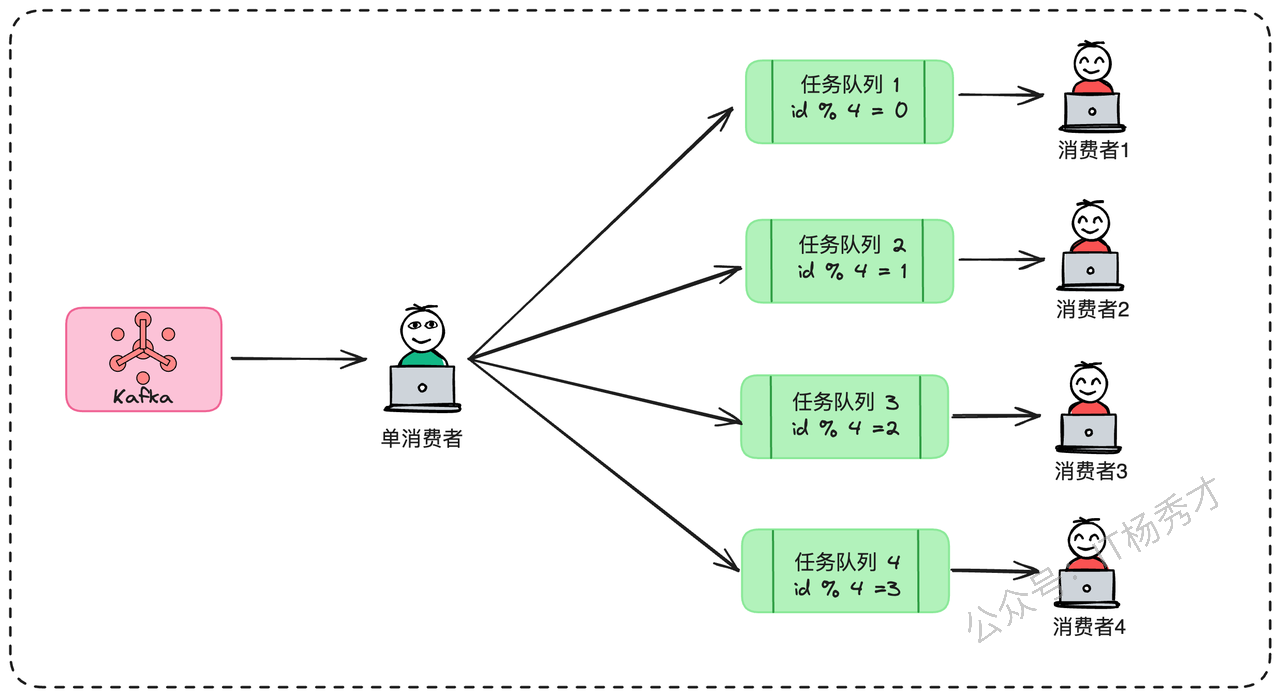 任务队列 1
id % 4 = 0
消费者1
任务队列 2
id % 4 = 1
消费者2
Kafka
单消费者
任务队列 3
id % 4 =2
消费者3
任务队列 4
id % 4 =3
消费者4
公众号：IT杨秀才